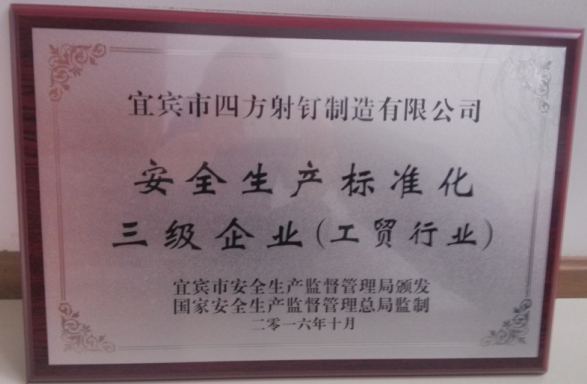 宜宾市四方射钉制造有限公司
安全生产标准化
三级企业(工贸行业)
宜宾市安全生产监督管理局颁发
国家安全生产监督管理总局监制
二零一六年十月